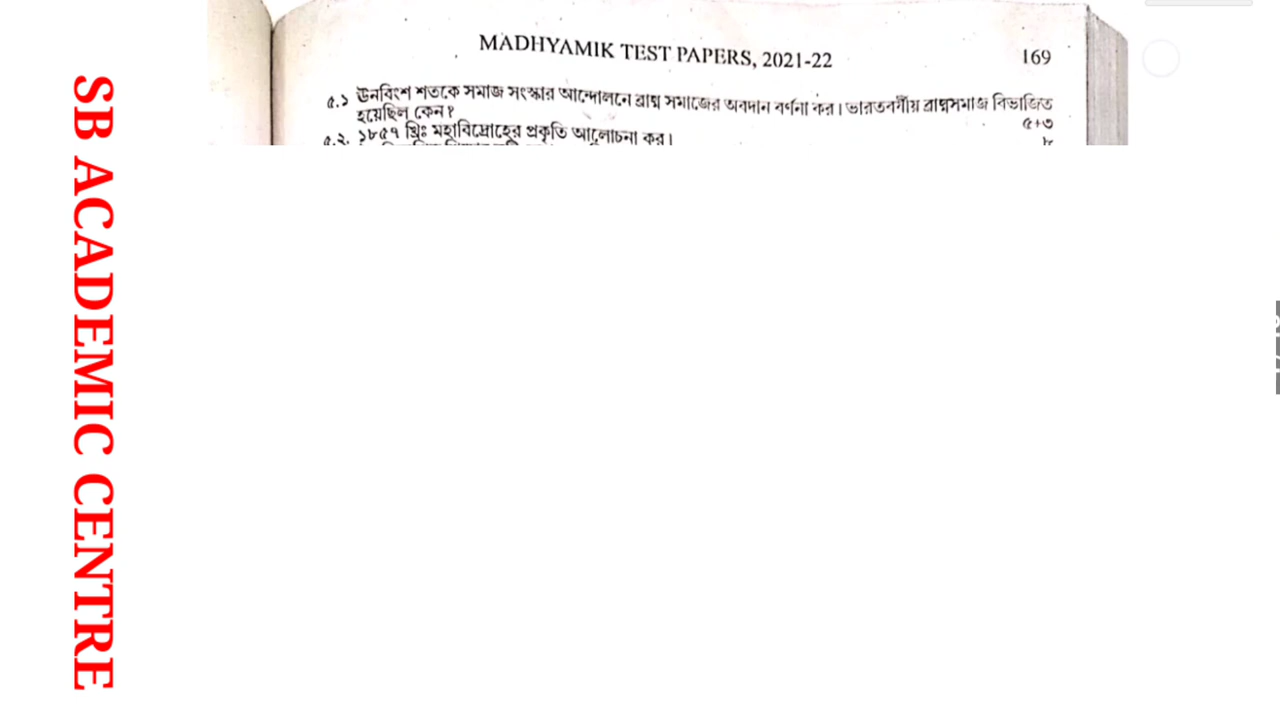 MADHYAMIK TEST PAPERS, 2021-22
169
৫.১ ঊনবিংশ শতকে সমাজ সংস্কার আন্দোলনে ব্রাহ্ম সমাজের অবদান বর্ণনা কর। ভারতবর্ষীয় ব্রাহ্মসমাজ বিভাজিত
হয়েছিল কেন?
৫+৩
৫.২. ১৮৫৭ খ্রিঃ মহাবিদ্রোহের প্রকৃতি আলোচনা কর।
৮
SB ACADEMIC CENTRE